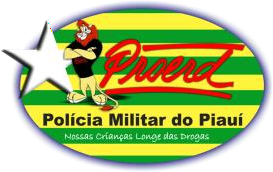 Proerd
Polícia Militar do Piauí
Nossas Crianças Longe das Drogas